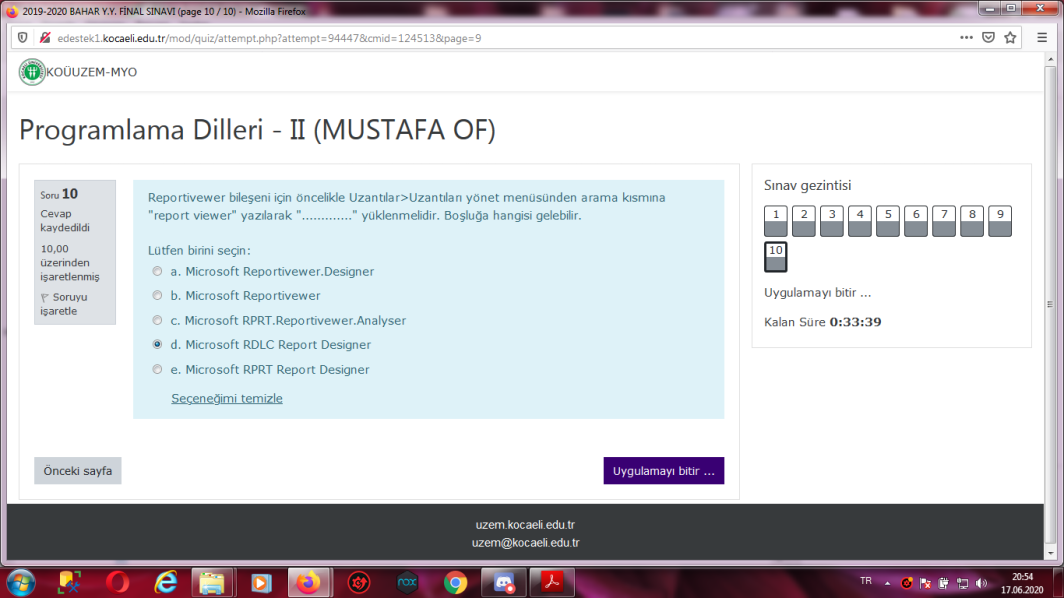 2019-2020 BAHAR Y.Y. FİNAL SINAVI (page 10 / 10) - Mozilla Firefox
edestek1.kocaeli.edu.tr/mod/quiz/attempt.php?attempt=94447&cmid=124513&page=9
KOÜUZEM-MYO
Programlama Dilleri - II (MUSTAFA OF)
Soru 10
Cevap
kaydedildi
10,00
üzerinden
işaretlenmiş
Soruyu
işaretle
Reportivewer bileşeni için öncelikle Uzantılar>Uzantıları yönet menüsünden arama kısmına
"report viewer" yazılarak "............." yüklenmelidir. Boşluğa hangisi gelebilir.
Lütfen birini seçin:
a. Microsoft Reportivewer.Designer
b. Microsoft Reportivewer
c. Microsoft RPRT.Reportivewer.Analyser
d. Microsoft RDLC Report Designer
e. Microsoft RPRT Report Designer
Seçeneğimi temizle
Önceki sayfa
Uygulamayı bitir ...
Sınav gezintisi
1 2 3 4 5 6 7 8 9
10
Uygulamayı bitir ...
Kalan Süre 0:33:39
uzem.kocaeli.edu.tr
uzem@kocaeli.edu.tr
nox
TR
20:54
17.06.2020